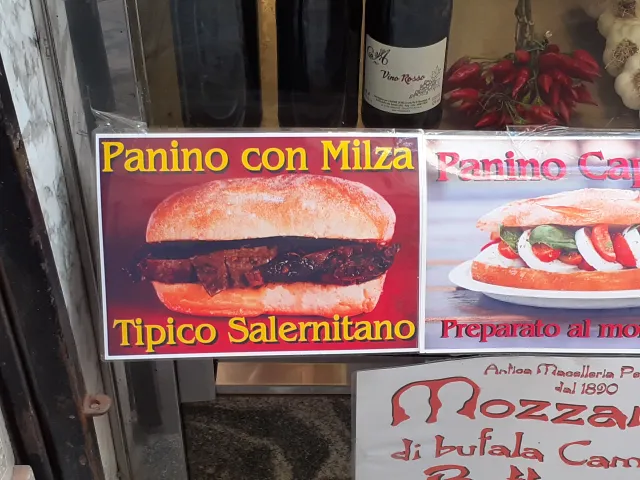 Vino Rosso
Panino con Milza
Tipico Salernitano
Panino Cap
Preparato al mo
Antica Macelleria Pe
dal 1890
Mozza
di bufala Cam